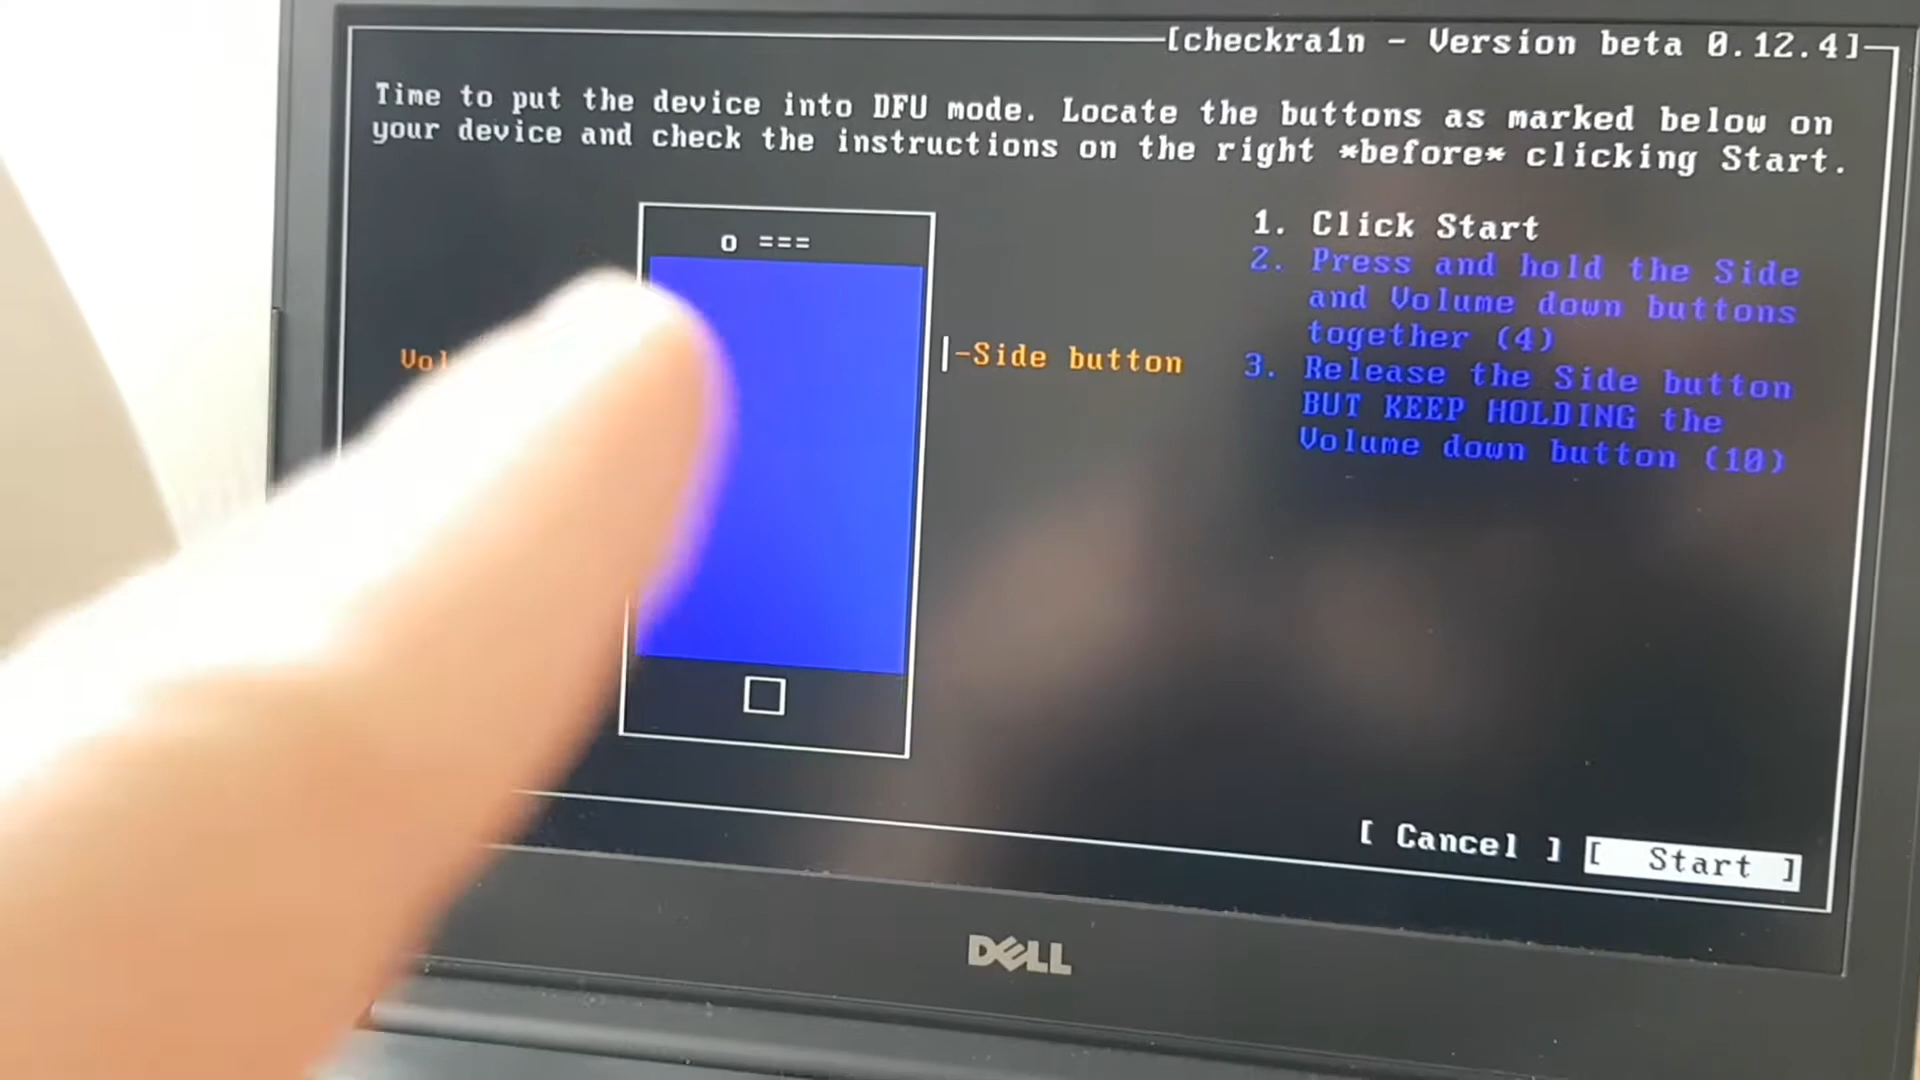 [checkra1n - Version beta 0.12.4]
Time to put the device into DFU mode. Locate the buttons as marked below on
your device and check the instructions on the right *before* clicking Start.
o ===
-Side button
1. Click Start
2. Press and hold the Side
and Volume down buttons
together (4)
3. Release the Side button
BUT KEEP HOLDING the
Volume down button (10)
[ Cancel ] [ Start ]
DELL